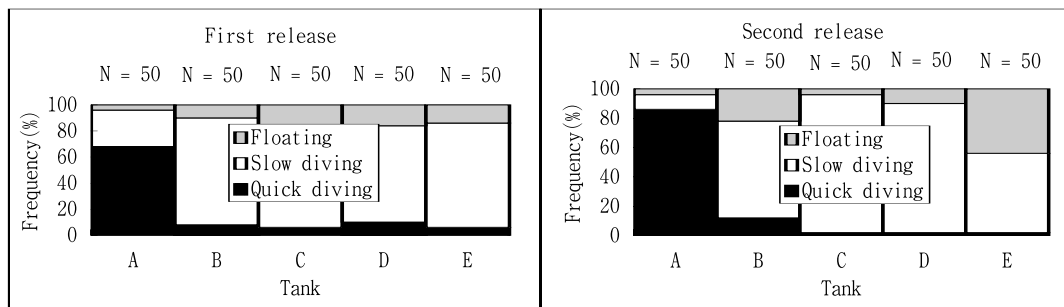 First release
N = 50 N = 50 N = 50 N = 50 N = 50
Frequency(%)
100
80
60
40
20
0
Floating
Slow diving
Quick diving
A B C D E
Tank
Second release
N = 50 N = 50 N = 50 N = 50 N = 50
Frequency(%)
100
80
60
40
20
0
Floating
Slow diving
Quick diving
A B C D E
Tank